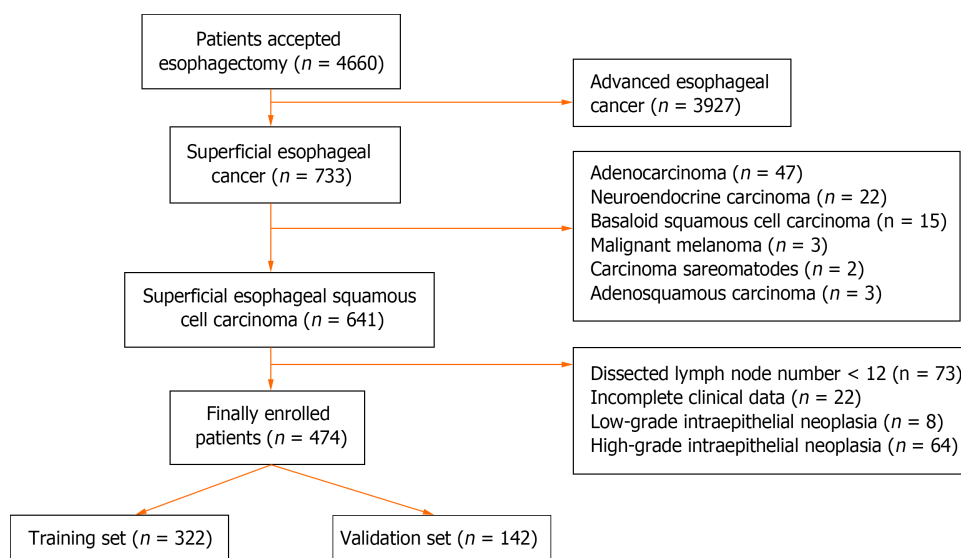 Patients accepted
esophagectomy (n = 4660)
Advanced esophageal
cancer (n = 3927)
Superficial esophageal
cancer (n = 733)
Adenocarcinoma (n = 47)
Neuroendocrine carcinoma (n = 22)
Basaloid squamous cell carcinoma (n = 15)
Malignant melanoma (n = 3)
Carcinoma sareomatodes (n = 2)
Adenosquamous carcinoma (n = 3)
Superficial esophageal squamous
cell carcinoma (n = 641)
Dissected lymph node number < 12 (n = 73)
Incomplete clinical data (n = 22)
Low-grade intraepithelial neoplasia (n = 8)
High-grade intraepithelial neoplasia (n = 64)
Finally enrolled
patients (n = 474)
Training set (n = 322)
Validation set (n = 142)